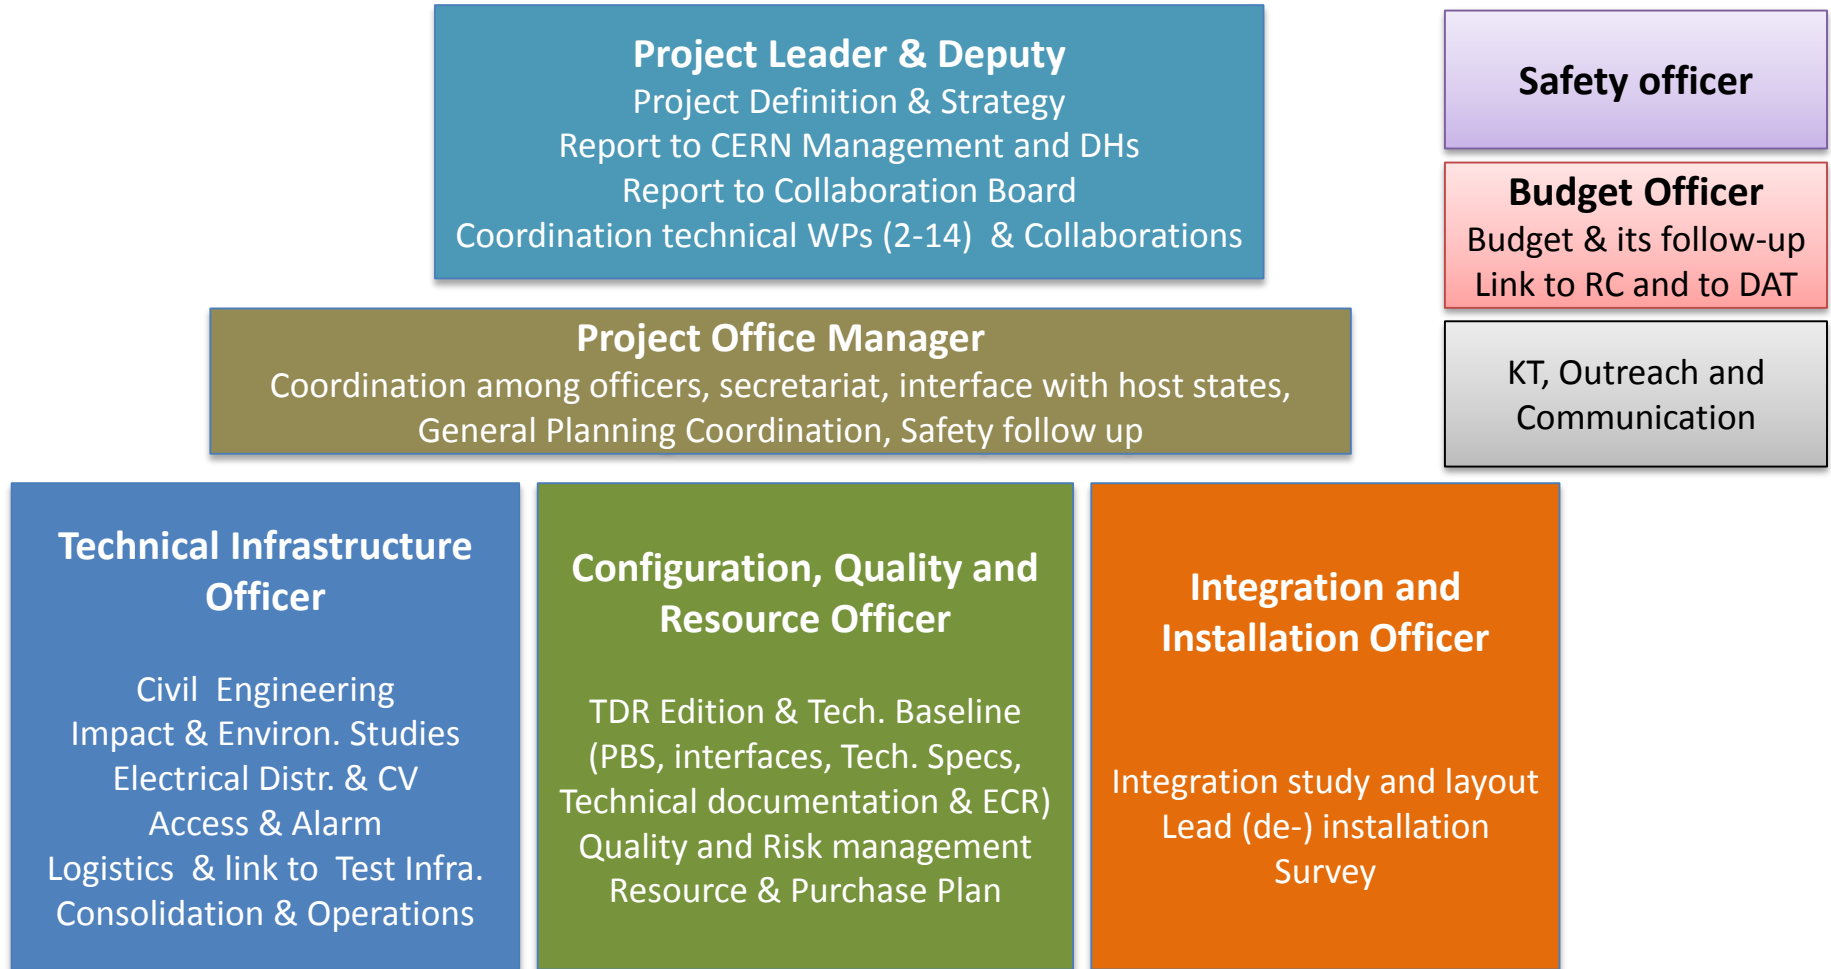 Project Leader & Deputy
Project Definition & Strategy
Report to CERN Management and DHs
Report to Collaboration Board
Coordination technical WPs (2-14) & Collaborations
Safety officer
Budget Officer
Budget & its follow-up
Link to RC and to DAT
KT, Outreach and
Communication
Project Office Manager
Coordination among officers, secretariat, interface with host states,
General Planning Coordination, Safety follow up
Technical Infrastructure
Officer
Civil Engineering
Impact & Environ. Studies
Electrical Distr. & CV
Access & Alarm
Logistics & link to Test Infra.
Consolidation & Operations
Configuration, Quality and
Resource Officer
TDR Edition & Tech. Baseline
(PBS, interfaces, Tech. Specs,
Technical documentation & ECR)
Quality and Risk management
Resource & Purchase Plan
Integration and
Installation Officer
Integration study and layout
Lead (de-) installation
Survey